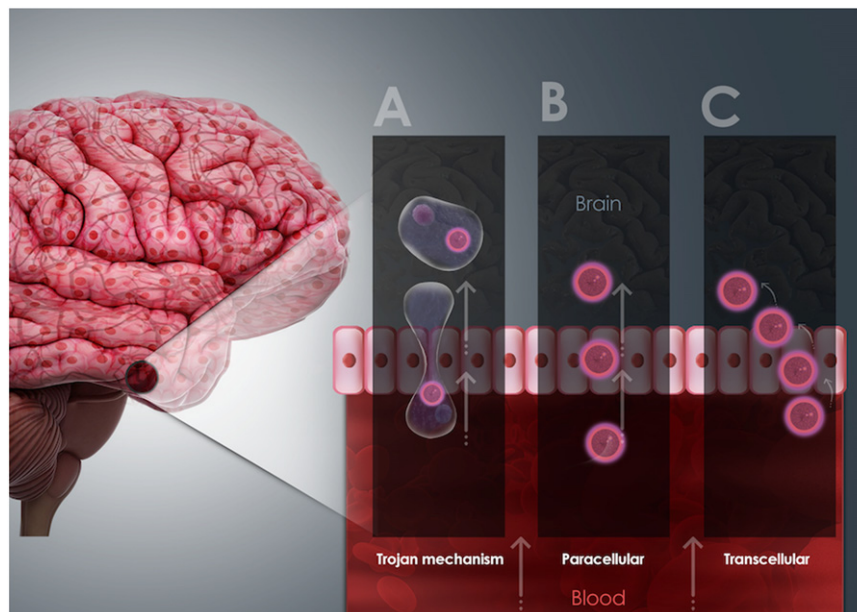 A
B
C
Brain
Trojan mechanism
Paracellular
Transcellular
Blood